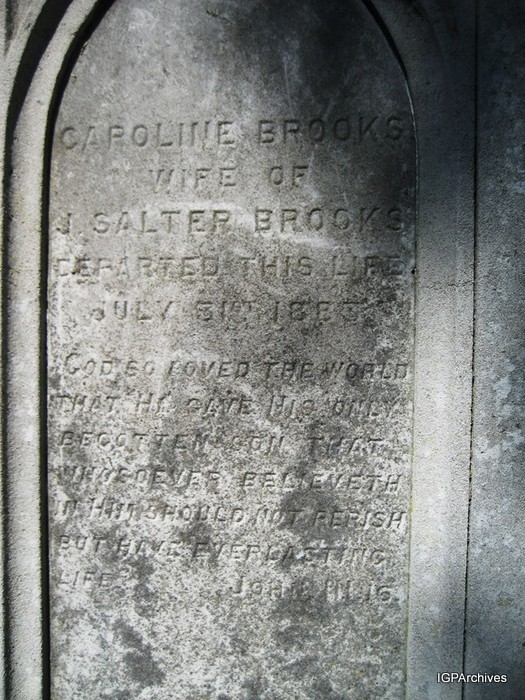 CAROLINE BROOKS
WIFE OF
J. SALTER BROOKS
DEPARTED THIS LIFE
JULY 31ST 1883.
GOD SO LOVED THE WORLD
THAT HE GAVE HIS ONLY
BEGOTTEN SON, THAT
WHOSOEVER BELIEVETH
IN HIM SHOULD NOT PERISH
BUT HAVE EVERLASTING
LIFE. JOHN III.16.
IGPArchives